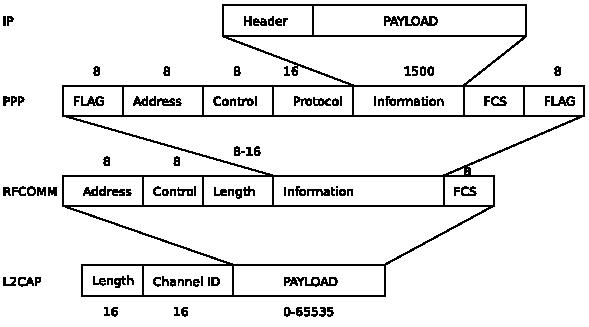 IP Header PAYLOAD
8 8 8 16 1500 8
PPP FLAG Address Control Protocol Information FCS FLAG
8 8 8-16 8
RFCOMM Address Control Length Information FCS
L2CAP Length Channel ID PAYLOAD
16 16 0-65535